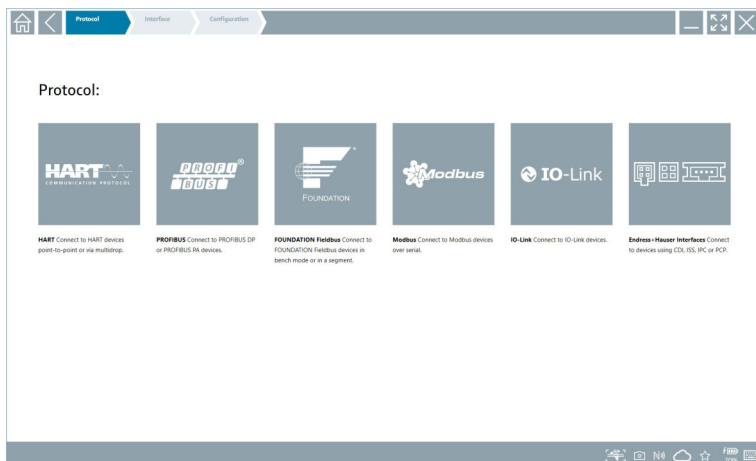 Protocol
Interface
Configuration
Protocol:
HART
COMMUNICATION PROTOCOL
PROFI
BUS
®
F
FOUNDATION
Modbus
IO-Link
HART Connect to HART devices
point-to-point or via multidrop.
PROFIBUS Connect to PROFIBUS DP
or PROFIBUS PA devices.
FOUNDATION Fieldbus Connect to
FOUNDATION Fieldbus devices in
bench mode or in a segment.
Modbus Connect to Modbus devices
over serial.
IO-Link Connect to IO-Link devices.
Endress+Hauser Interfaces Connect
to devices using CDI, ISS, IPC or PCP.